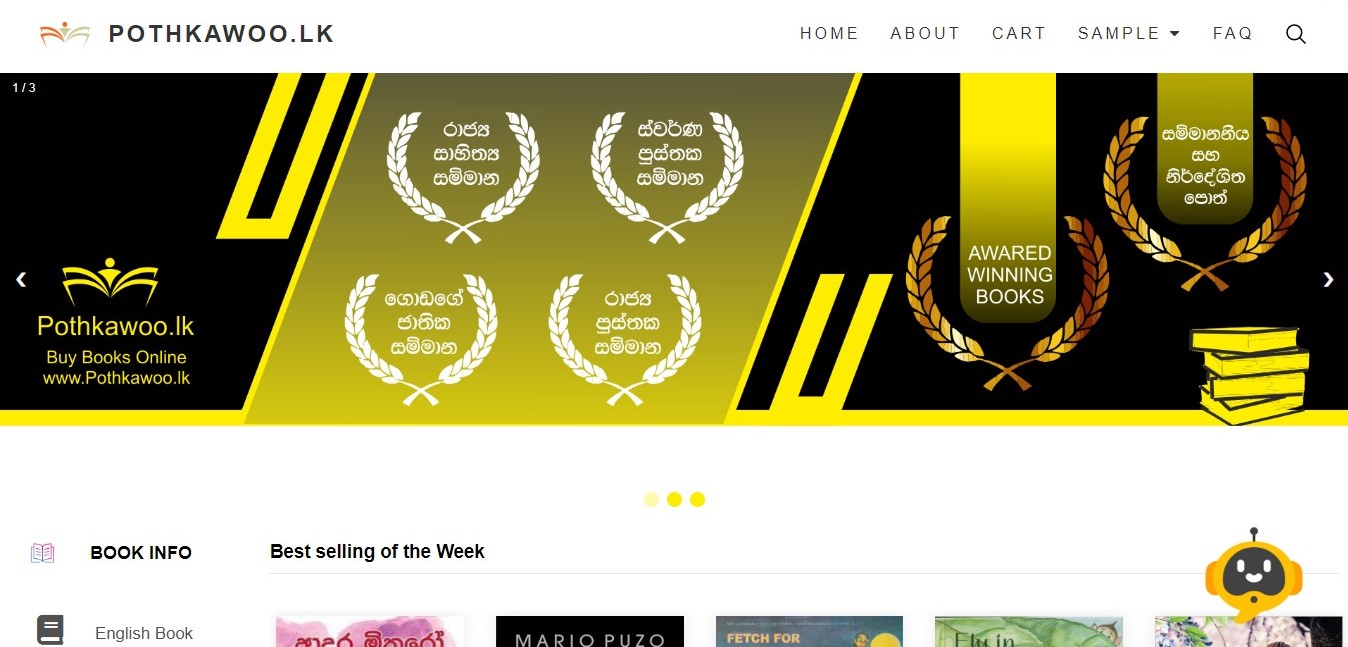 POTHKAWOO.LK
HOME ABOUT CART SAMPLE FAQ
1 / 3
රාජ්‍ය
සාහිත්‍ය
සම්මාන
ස්වර්ණ
පුස්තක
සම්මාන
ගොඩගේ
ජාතික
සම්මාන
රාජ්‍ය
පුස්තක
සම්මාන
Pothkawoo.lk
Buy Books Online
www.Pothkawoo.lk
AWARED
WINNING
BOOKS
සම්මානනීය
සහ
නිර්දේශිත
පොත්
BOOK INFO
English Book
Best selling of the Week
ආදර මිතුරෝ
MARIO PUZO
FETCH FOR
Fly in